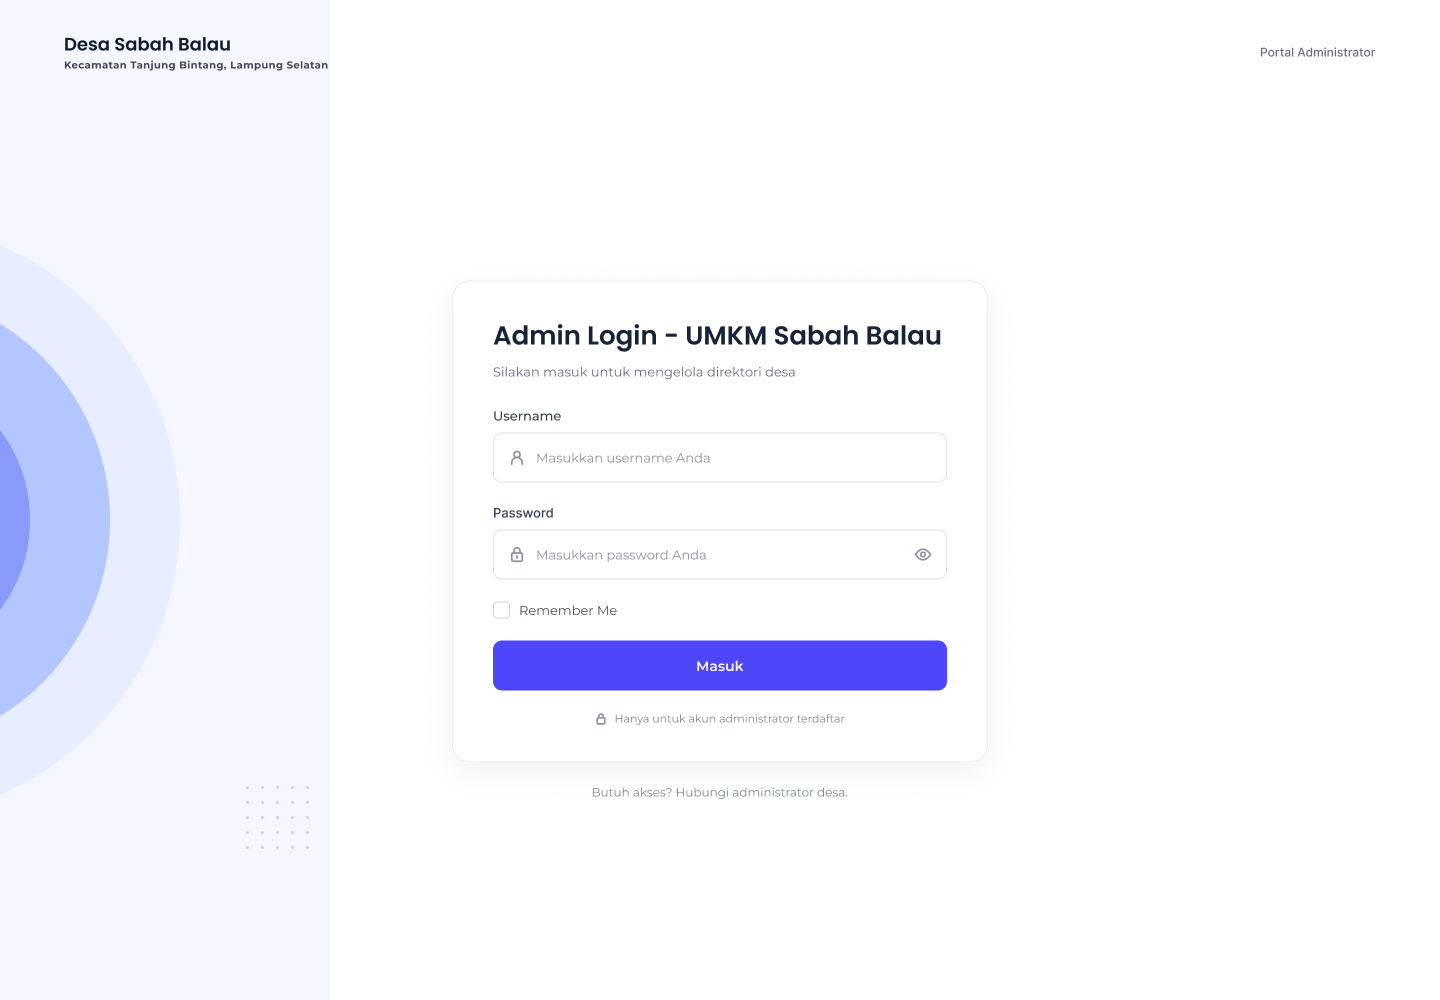 Desa Sabah Balau
Kecamatan Tanjung Bintang, Lampung Selatan
Portal Administrator
Admin Login - UMKM Sabah Balau
Silakan masuk untuk mengelola direktori desa
Username
Masukkan username Anda
Password
Masukkan password Anda
Remember Me
Masuk
Hanya untuk akun administrator terdaftar
Butuh akses? Hubungi administrator desa.